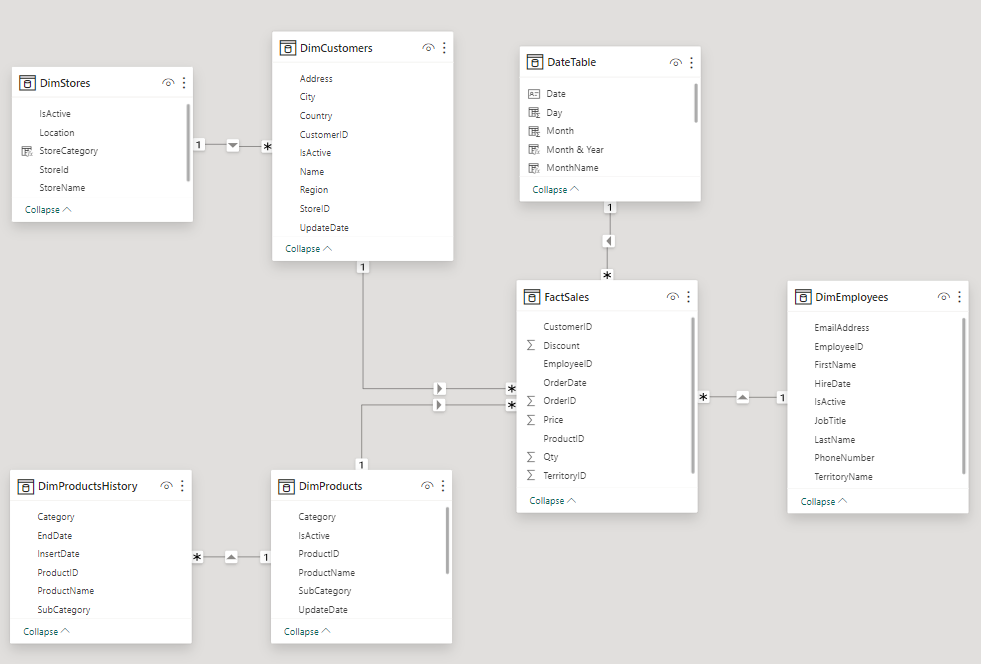 DimStores
IsActive
Location
StoreCategory
StoreId
StoreName
Collapse
1
*
DimCustomers
Address
City
Country
CustomerID
IsActive
Name
Region
StoreID
UpdateDate
Collapse
1
DateTable
Date
Day
Month
Month & Year
MonthName
Collapse
1
*
FactSales
CustomerID
Discount
EmployeeID
OrderDate
OrderID
Price
ProductID
Qty
TerritoryID
Collapse
*
*
*
1
DimEmployees
EmailAddress
EmployeeID
FirstName
HireDate
IsActive
JobTitle
LastName
PhoneNumber
TerritoryName
Collapse
DimProductsHistory
Category
EndDate
InsertDate
ProductID
ProductName
SubCategory
Collapse
*
1
1
DimProducts
Category
IsActive
ProductID
ProductName
SubCategory
UpdateDate
Collapse